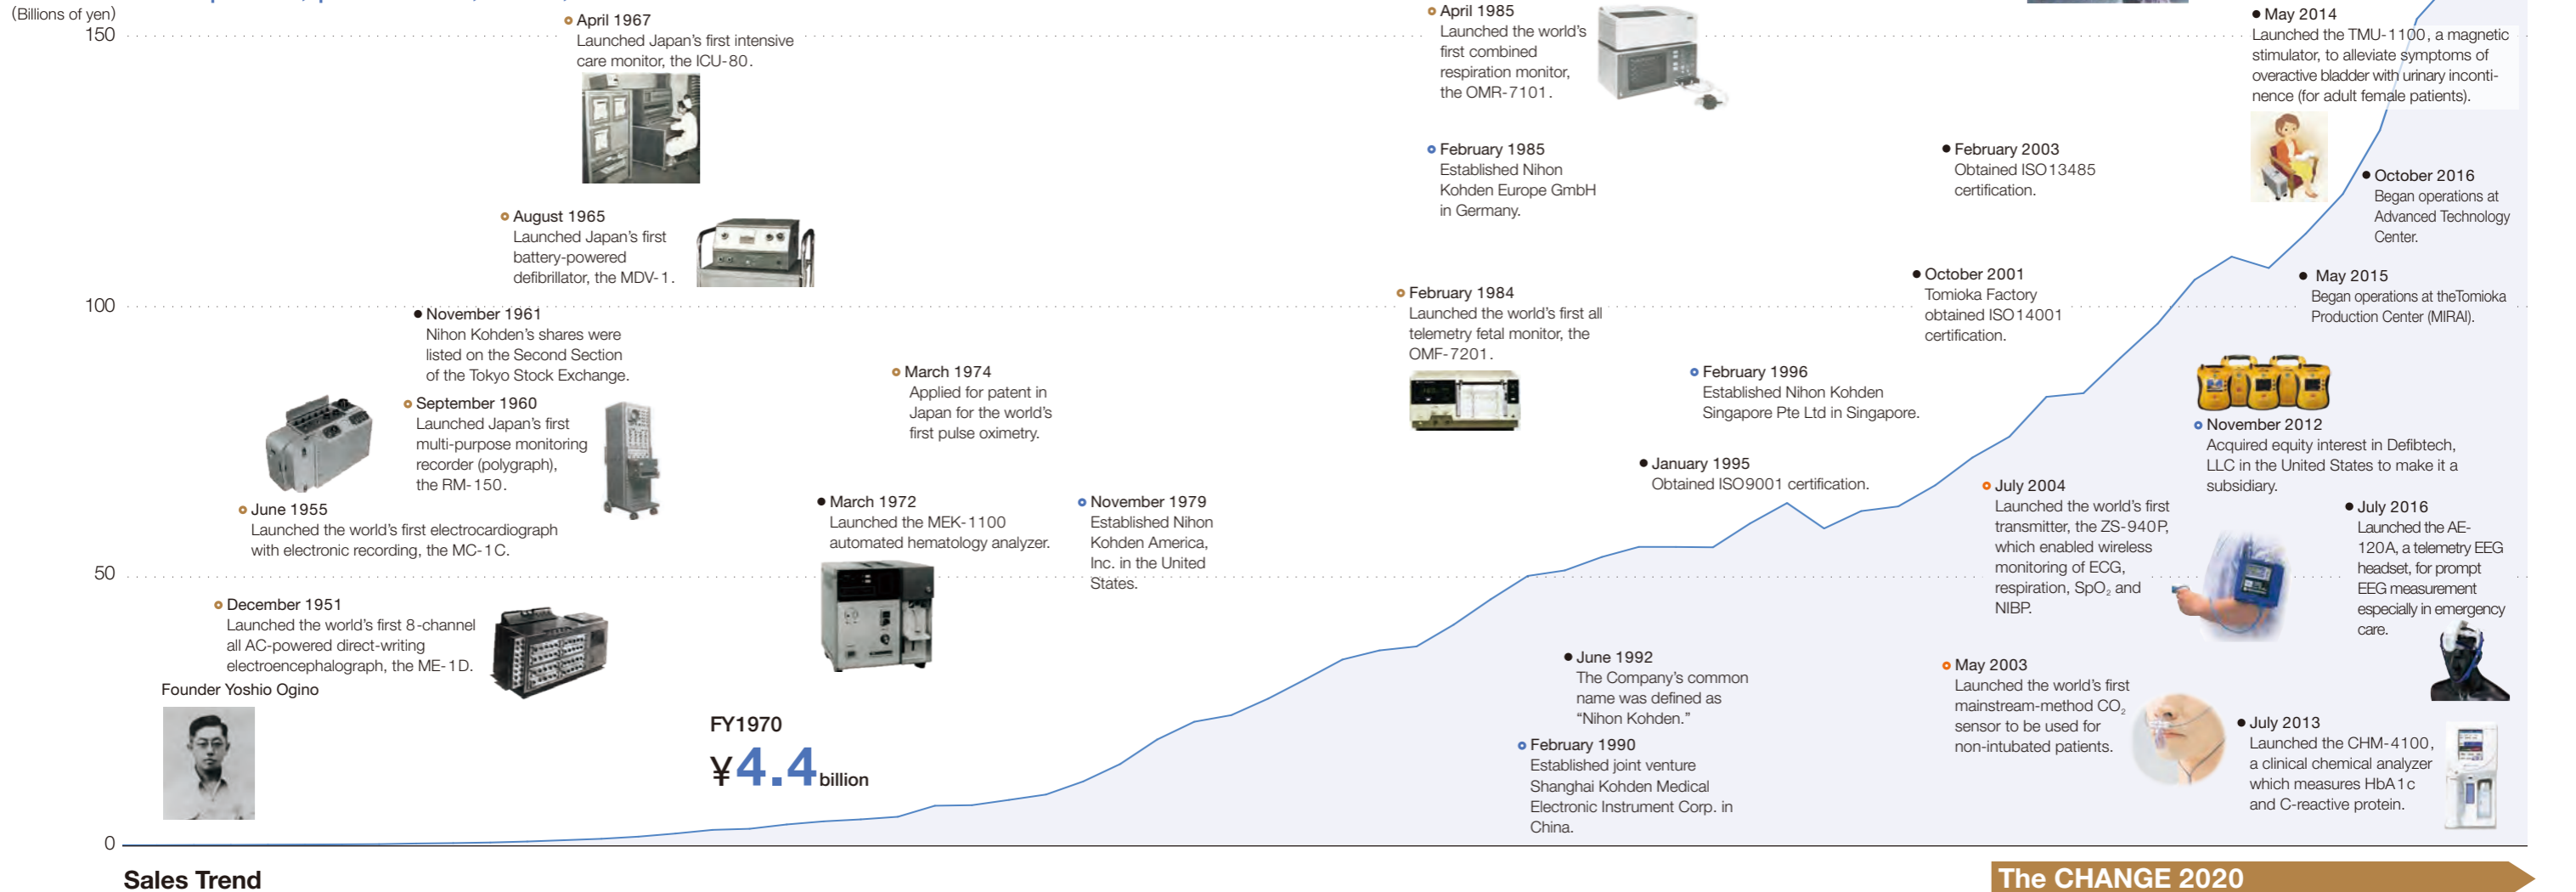 (Billions of yen)
150
100
50
0
April 1967
Launched Japan's first intensive
care monitor, the ICU-80.
August 1965
Launched Japan's first
battery-powered
defibrillator, the MDV-1.
November 1961
Nihon Kohden's shares were
listed on the Second Section
of the Tokyo Stock Exchange.
September 1960
Launched Japan's first
multi-purpose monitoring
recorder (polygraph),
the RM-150.
June 1955
Launched the world's first electrocardiograph
with electronic recording, the MC-1C.
December 1951
Launched the world's first 8-channel
all AC-powered direct-writing
electroencephalograph, the ME-1D.
Founder Yoshio Ogino
FY1970
¥4.4 billion
March 1974
Applied for patent in
Japan for the world's
first pulse oximetry.
March 1972
Launched the MEK-1100
automated hematology analyzer.
November 1979
Established Nihon
Kohden America,
Inc. in the United
States.
April 1985
Launched the world's
first combined
respiration monitor,
the OMR-7101.
February 1985
Established Nihon
Kohden Europe GmbH
in Germany.
February 1984
Launched the world's first all
telemetry fetal monitor, the
OMF-7201.
February 1996
Established Nihon Kohden
Singapore Pte Ltd in Singapore.
January 1995
Obtained ISO9001 certification.
June 1992
The Company's common
name was defined as
“Nihon Kohden.”
February 1990
Established joint venture
Shanghai Kohden Medical
Electronic Instrument Corp. in
China.
February 2003
Obtained ISO13485
certification.
October 2001
Tomioka Factory
obtained ISO14001
certification.
July 2004
Launched the world's first
transmitter, the ZS-940P,
which enabled wireless
monitoring of ECG,
respiration, SpO₂ and
NIBP.
May 2003
Launched the world's first
mainstream-method CO₂
sensor to be used for
non-intubated patients.
May 2014
Launched the TMU-1100, a magnetic
stimulator, to alleviate symptoms of
overactive bladder with urinary inconti-
nence (for adult female patients).
October 2016
Began operations at
Advanced Technology
Center.
May 2015
Began operations at theTomioka
Production Center (MIRAI).
November 2012
Acquired equity interest in Defibtech,
LLC in the United States to make it a
subsidiary.
July 2016
Launched the AE-
120A, a telemetry EEG
headset, for prompt
EEG measurement
especially in emergency
care.
July 2013
Launched the CHM-4100,
a clinical chemical analyzer
which measures HbA1c
and C-reactive protein.
Sales Trend
The CHANGE 2020